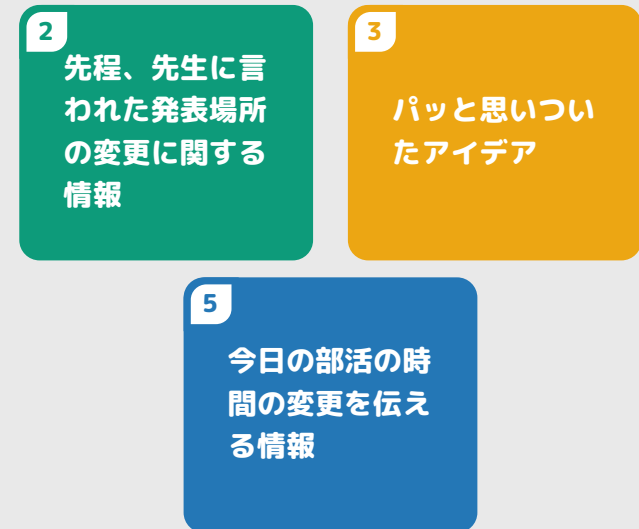 2
先程、先生に言
われた発表場所
の変更に関する
情報
3
パッと思いつい
たアイデア
5
今日の部活の時
間の変更を伝え
る情報